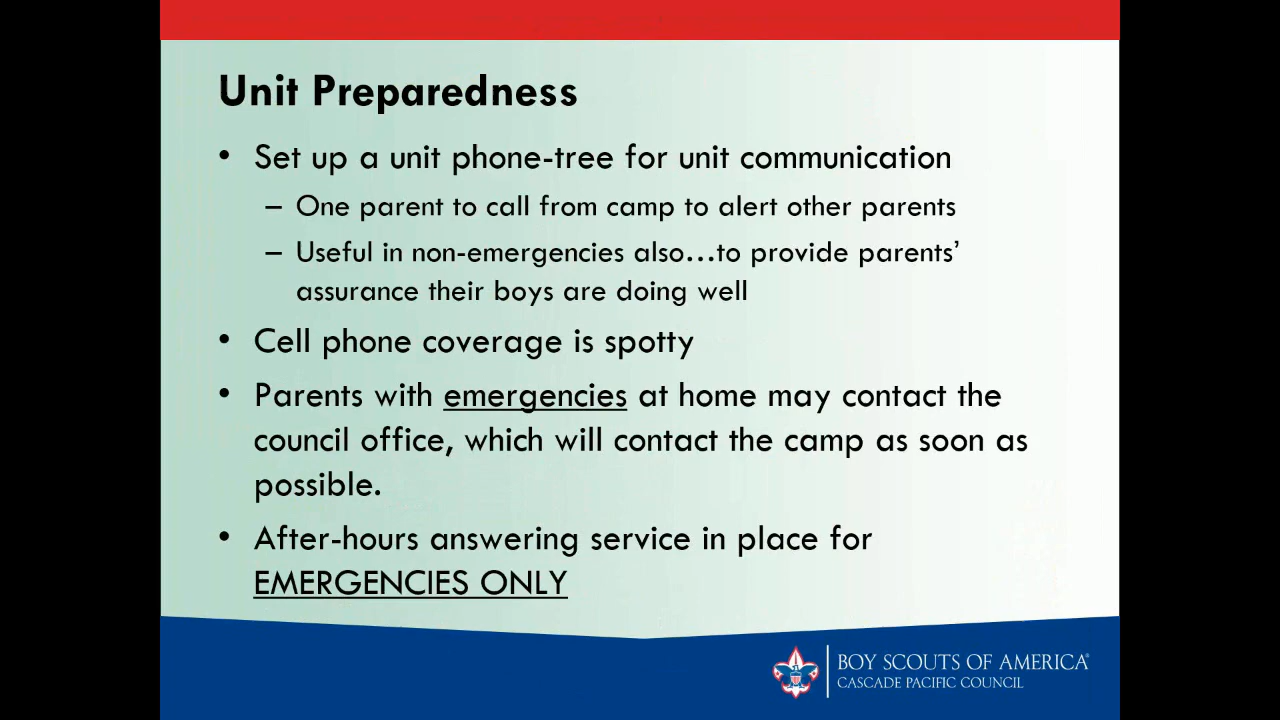 Unit Preparedness
• Set up a unit phone-tree for unit communication
– One parent to call from camp to alert other parents
– Useful in non-emergencies also…to provide parents’
assurance their boys are doing well
• Cell phone coverage is spotty
• Parents with emergencies at home may contact the
council office, which will contact the camp as soon as
possible.
• After-hours answering service in place for
EMERGENCIES ONLY
BOY SCOUTS OF AMERICA®
CASCADE PACIFIC COUNCIL